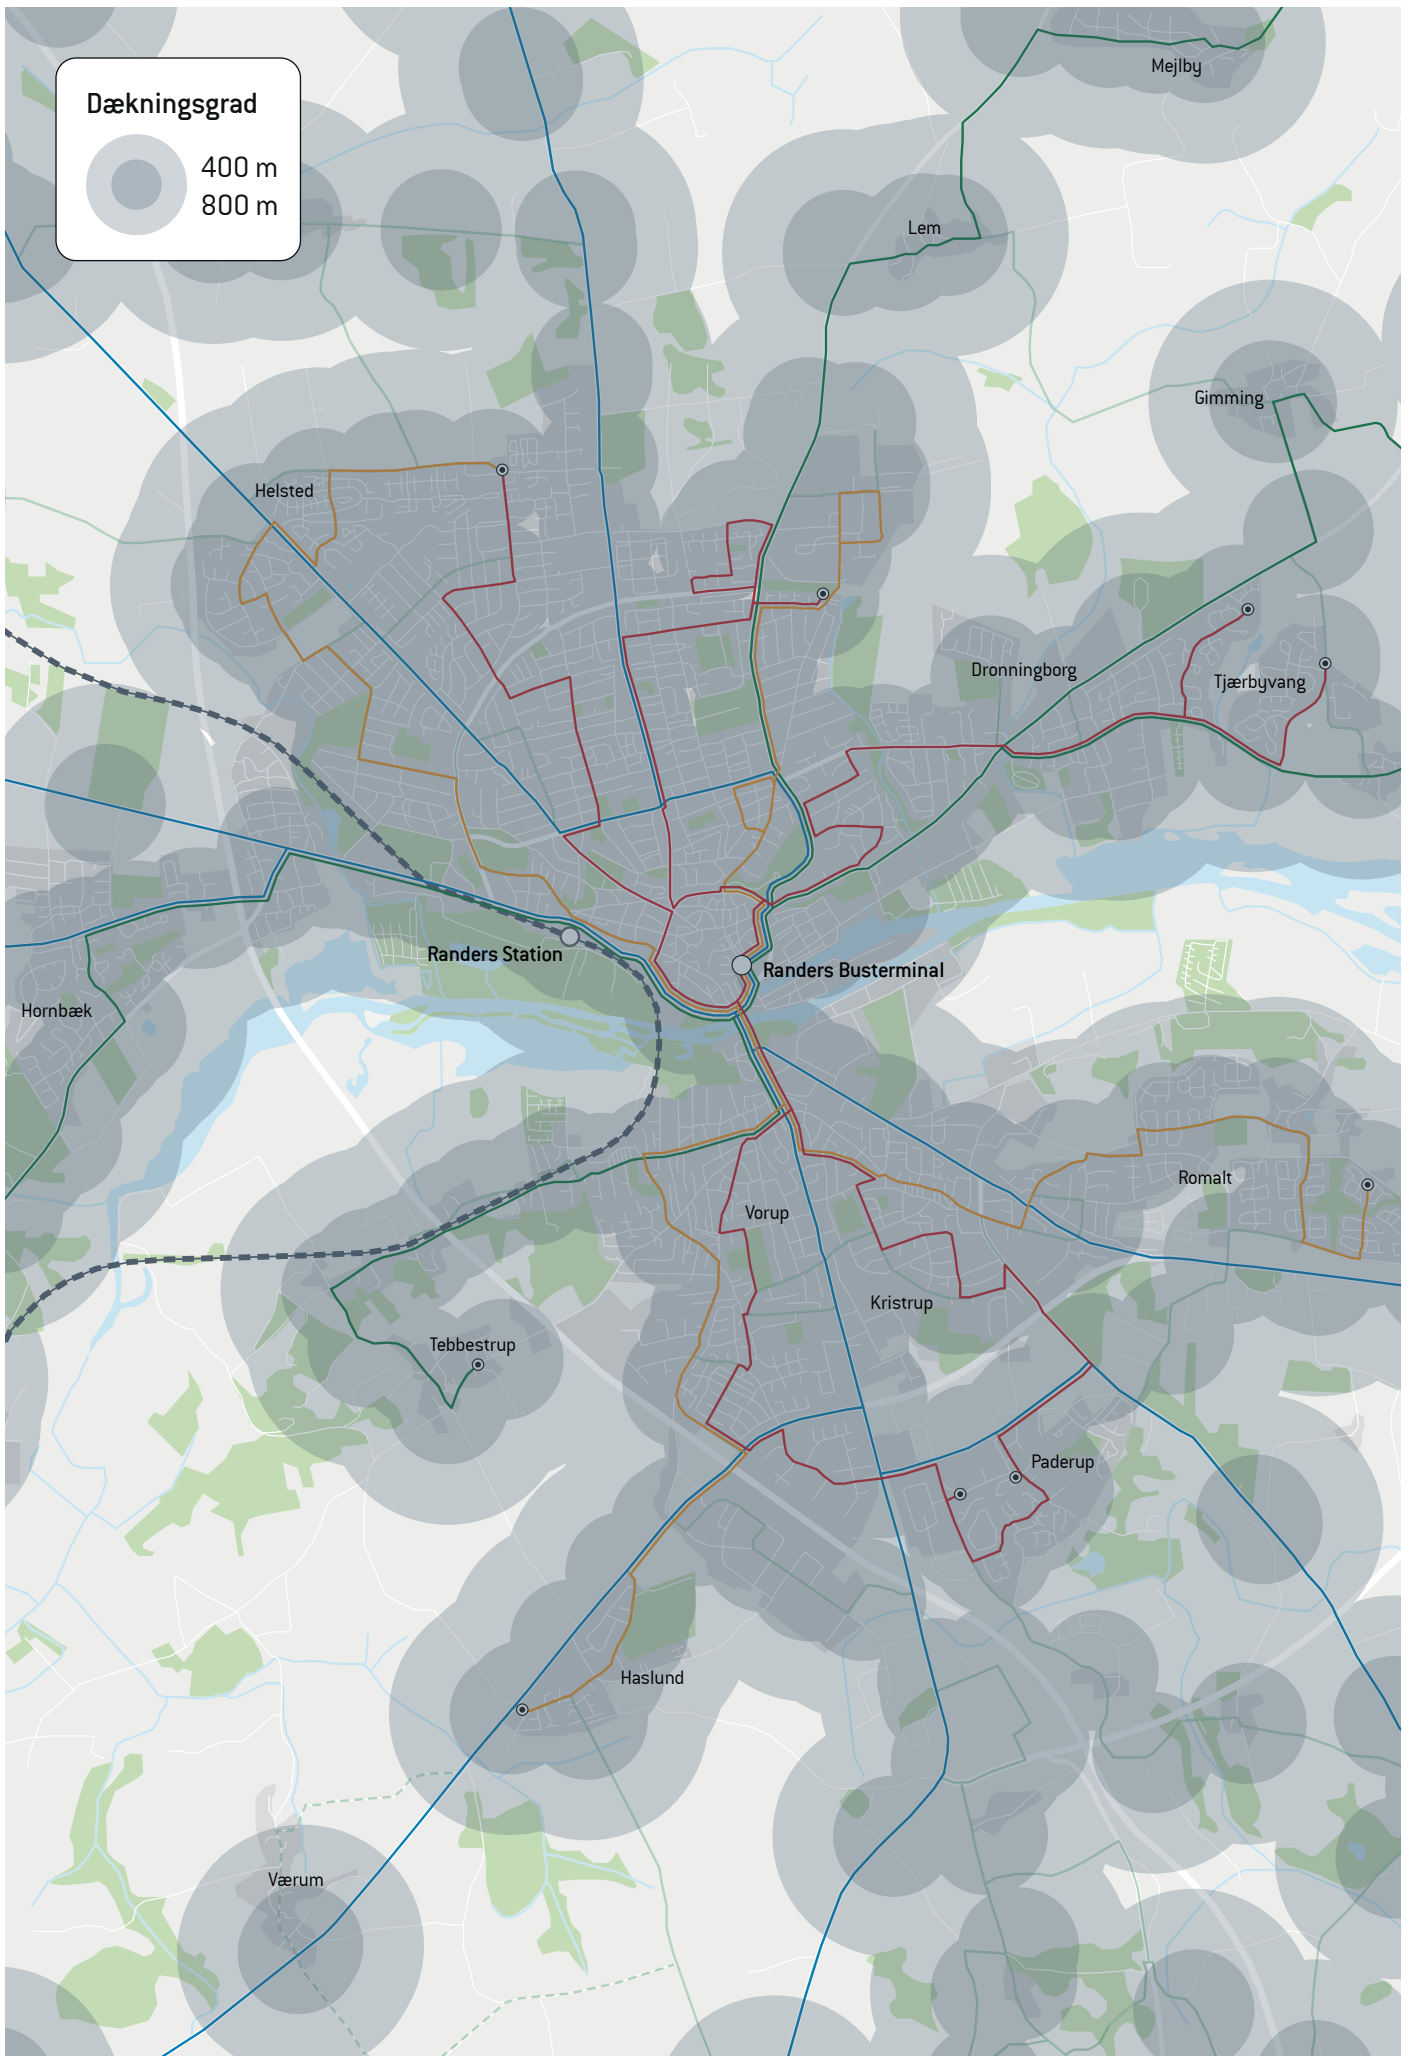 Dækningsgrad
400 m
800 m
Mejlby
Lem
Gimming
Helsted
Dronningborg
Tjærbyvang
Randers Station
Randers Busterminal
Hornbæk
Romalt
Vorup
Kristrup
Tebbestrup
Paderup
Haslund
Værum